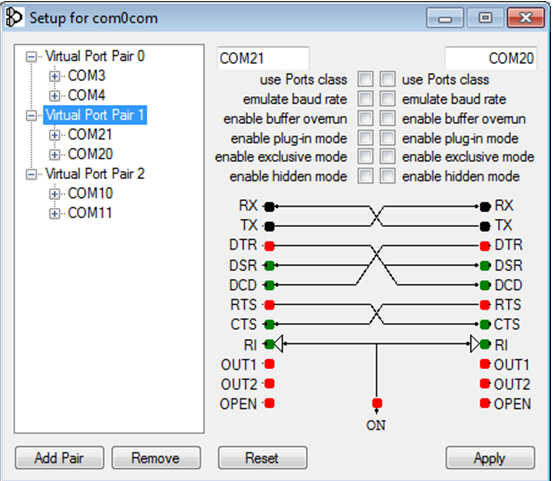 Setup for com0com
Virtual Port Pair 0
COM3
COM4
Virtual Port Pair 1
COM21
COM20
Virtual Port Pair 2
COM10
COM11
COM21 COM20
use Ports class use Ports class
emulate baud rate emulate baud rate
enable buffer overrun enable buffer overrun
enable plug-in mode enable plug-in mode
enable exclusive mode enable exclusive mode
enable hidden mode enable hidden mode
RX RX
TX TX
DTR DTR
DSR DSR
DCD DCD
RTS RTS
CTS CTS
RI RI
OUT1 OUT1
OUT2 OUT2
OPEN OPEN
ON
Add Pair Remove Reset Apply